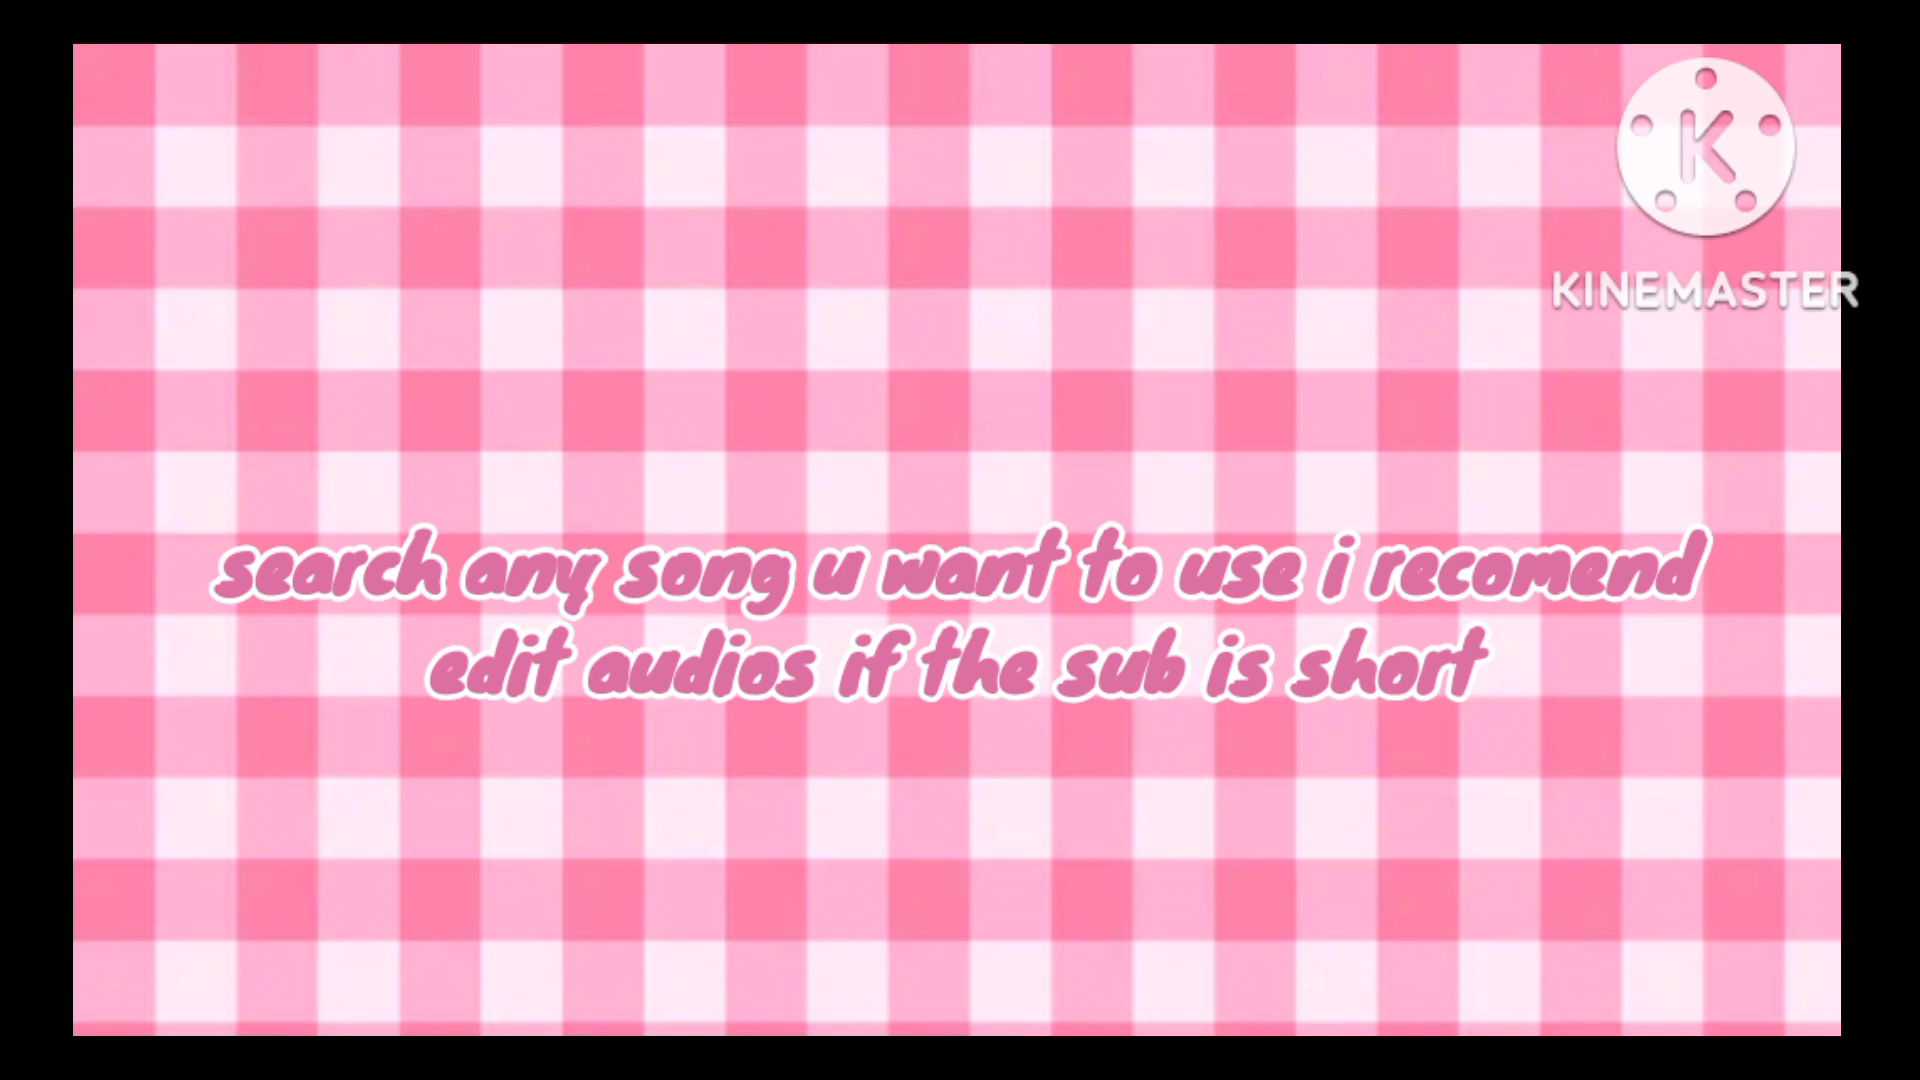 K
KINEMASTER
search any song u want to use i recomend
edit audios if the sub is short